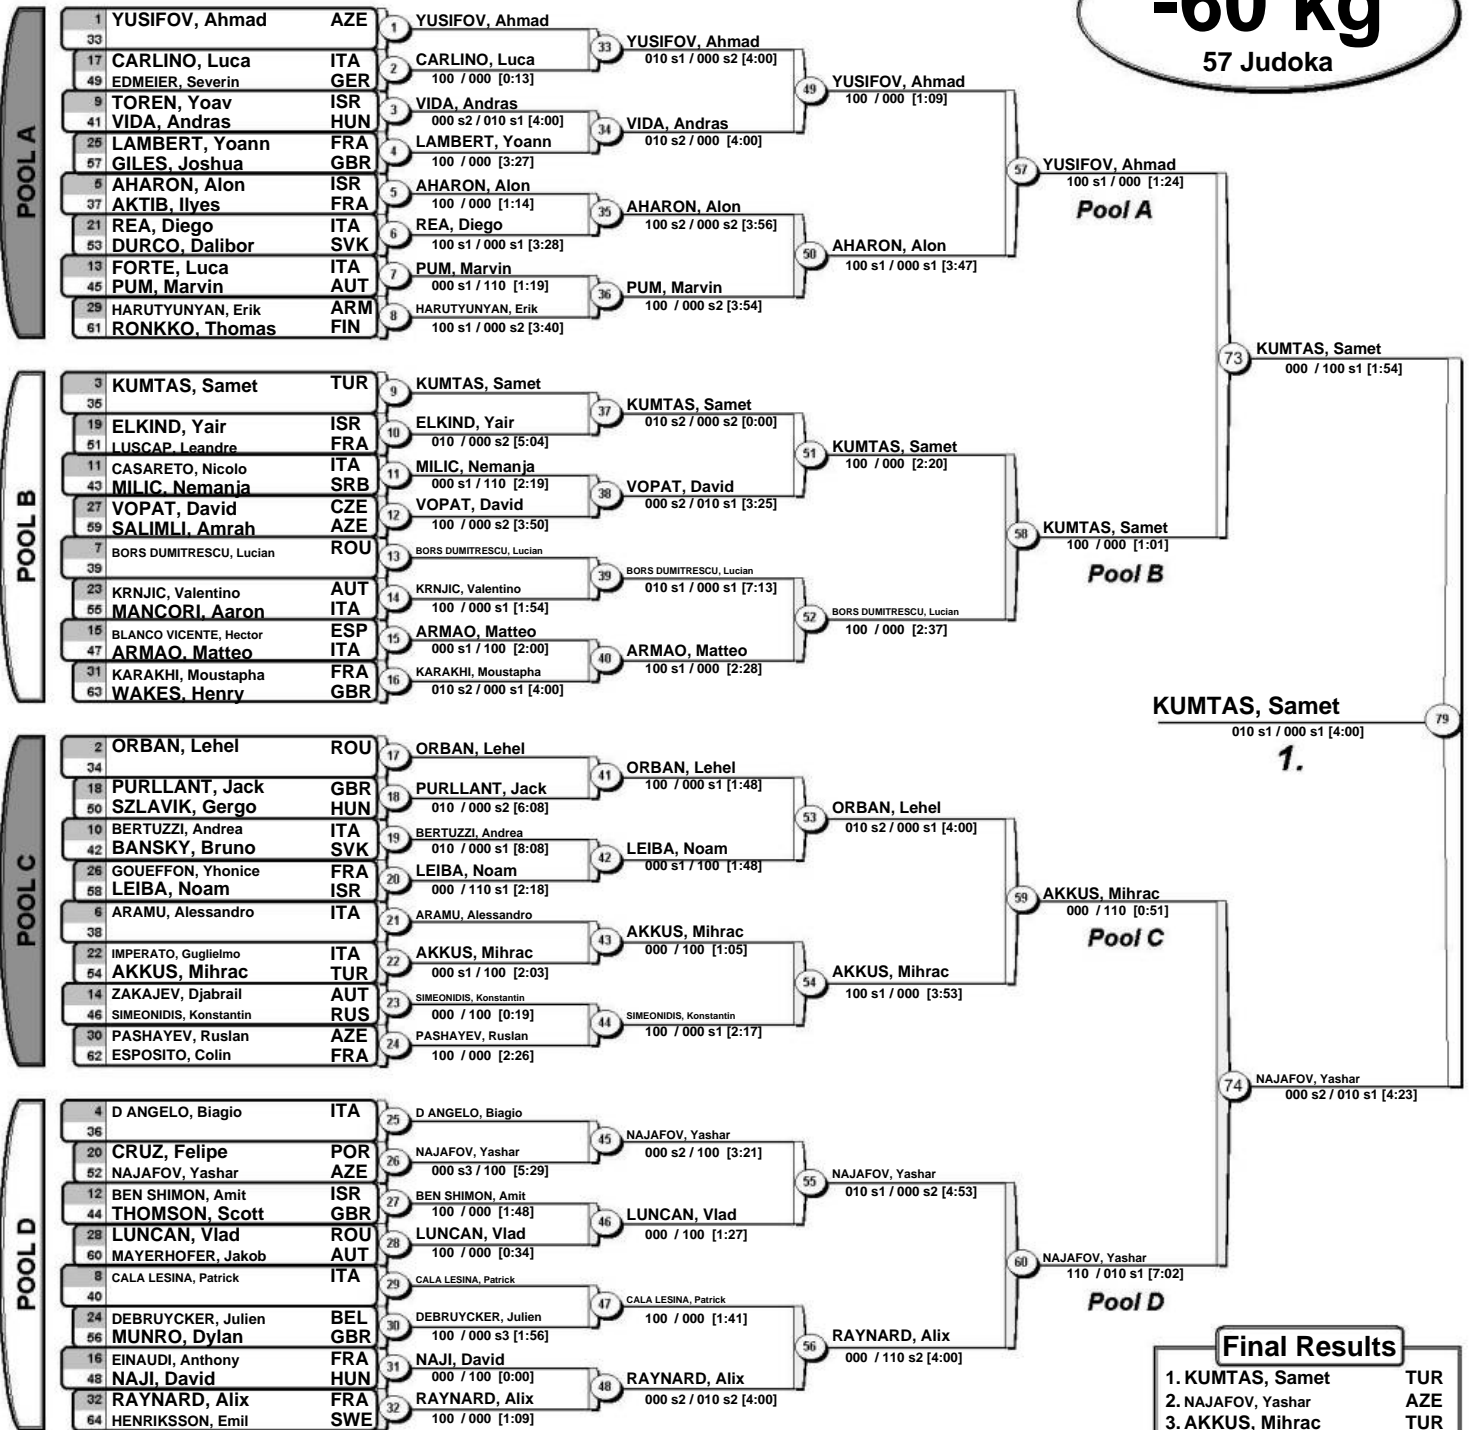 -60 kg
57 Judoka
POOL A
1 YUSIFOV, Ahmad AZE
33
17 CARLINO, Luca ITA
49 EDMEIER, Severin GER
9 TOREN, Yoav ISR
41 VIDA, Andras HUN
25 LAMBERT, Yoann FRA
57 GILES, Joshua GBR
5 AHARON, Alon ISR
37 AKTIB, Ilyes FRA
21 REA, Diego ITA
53 DURCO, Dalibor SVK
13 FORTE, Luca ITA
45 PUM, Marvin AUT
29 HARUTYUNYAN, Erik ARM
61 RONKKO, Thomas FIN
1 YUSIFOV, Ahmad
2 CARLINO, Luca
100 / 000 [0:13]
3 VIDA, Andras
000 s2 / 010 s1 [4:00]
4 LAMBERT, Yoann
100 / 000 [3:27]
5 AHARON, Alon
100 / 000 [1:14]
6 REA, Diego
100 s1 / 000 s1 [3:28]
7 PUM, Marvin
000 s1 / 110 [1:19]
8 HARUTYUNYAN, Erik
100 s1 / 000 s2 [3:40]
33 YUSIFOV, Ahmad
010 s1 / 000 s2 [4:00]
34 VIDA, Andras
010 s2 / 000 [4:00]
35 AHARON, Alon
100 s2 / 000 s2 [3:56]
36 PUM, Marvin
100 / 000 s2 [3:54]
49 YUSIFOV, Ahmad
100 / 000 [1:09]
50 AHARON, Alon
100 s1 / 000 s1 [3:47]
57 YUSIFOV, Ahmad
100 s1 / 000 [1:24]
Pool A
POOL B
3 KUMTAS, Samet TUR
35
19 ELKIND, Yair ISR
51 LUSCAP, Leandre FRA
11 CASARETO, Nicolo ITA
43 MILIC, Nemanja SRB
27 VOPAT, David CZE
59 SALIMLI, Amrah AZE
7 BORS DUMITRESCU, Lucian ROU
39
23 KRNJIC, Valentino AUT
55 MANCORI, Aaron ITA
15 BLANCO VICENTE, Hector ESP
47 ARMAO, Matteo ITA
31 KARAKHI, Moustapha FRA
63 WAKES, Henry GBR
9 KUMTAS, Samet
10 ELKIND, Yair
010 / 000 s2 [5:04]
11 MILIC, Nemanja
000 s1 / 110 [2:19]
12 VOPAT, David
100 / 000 s2 [3:50]
13 BORS DUMITRESCU, Lucian
14 KRNJIC, Valentino
100 / 000 s1 [1:54]
15 ARMAO, Matteo
000 s1 / 100 [2:00]
16 KARAKHI, Moustapha
010 s2 / 000 s1 [4:00]
37 KUMTAS, Samet
010 s2 / 000 s2 [0:00]
38 VOPAT, David
000 s2 / 010 s1 [3:25]
39 BORS DUMITRESCU, Lucian
010 s1 / 000 s1 [7:13]
40 ARMAO, Matteo
100 s1 / 000 [2:28]
51 KUMTAS, Samet
100 / 000 [2:20]
52 BORS DUMITRESCU, Lucian
100 / 000 [2:37]
58 KUMTAS, Samet
100 / 000 [1:01]
Pool B
73 KUMTAS, Samet
000 / 100 s1 [1:54]
KUMTAS, Samet 79
010 s1 / 000 s1 [4:00]
1.
POOL C
2 ORBAN, Lehel ROU
34
18 PURLLANT, Jack GBR
50 SZLAVIK, Gergo HUN
10 BERTUZZI, Andrea ITA
42 BANSKY, Bruno SVK
26 GOUEFFON, Yhonice FRA
58 LEIBA, Noam ISR
6 ARAMU, Alessandro ITA
38
22 IMPERATO, Guglielmo ITA
54 AKKUS, Mihrac TUR
14 ZAKAJEV, Djabrail AUT
46 SIMEONIDIS, Konstantin RUS
30 PASHAYEV, Ruslan AZE
62 ESPOSITO, Colin FRA
17 ORBAN, Lehel
18 PURLLANT, Jack
010 / 000 s2 [6:08]
19 BERTUZZI, Andrea
010 / 000 s1 [8:08]
20 LEIBA, Noam
000 / 110 s1 [2:18]
21 ARAMU, Alessandro
22 AKKUS, Mihrac
000 s1 / 100 [2:03]
23 SIMEONIDIS, Konstantin
000 / 100 [0:19]
24 PASHAYEV, Ruslan
100 / 000 [2:26]
41 ORBAN, Lehel
100 / 000 s1 [1:48]
42 LEIBA, Noam
000 s1 / 100 [1:48]
43 AKKUS, Mihrac
000 / 100 [1:05]
44 SIMEONIDIS, Konstantin
100 / 000 s1 [2:17]
53 ORBAN, Lehel
010 s2 / 000 s1 [4:00]
54 AKKUS, Mihrac
100 s1 / 000 [3:53]
59 AKKUS, Mihrac
000 / 110 [0:51]
Pool C
POOL D
4 D ANGELO, Biagio ITA
36
20 CRUZ, Felipe POR
52 NAJAFOV, Yashar AZE
12 BEN SHIMON, Amit ISR
44 THOMSON, Scott GBR
28 LUNCAN, Vlad ROU
60 MAYERHOFER, Jakob AUT
8 CALA LESINA, Patrick ITA
40
24 DEBRUYCKER, Julien BEL
56 MUNRO, Dylan GBR
16 EINAUDI, Anthony FRA
48 NAJI, David HUN
32 RAYNARD, Alix FRA
64 HENRIKSSON, Emil SWE
25 D ANGELO, Biagio
26 NAJAFOV, Yashar
000 s3 / 100 [5:29]
27 BEN SHIMON, Amit
100 / 000 [1:48]
28 LUNCAN, Vlad
100 / 000 [0:34]
29 CALA LESINA, Patrick
30 DEBRUYCKER, Julien
100 / 000 s3 [1:56]
31 NAJI, David
000 / 100 [0:00]
32 RAYNARD, Alix
100 / 000 [1:09]
45 NAJAFOV, Yashar
000 s2 / 100 [3:21]
46 LUNCAN, Vlad
000 / 100 [1:27]
47 CALA LESINA, Patrick
100 / 000 [1:41]
48 RAYNARD, Alix
000 s2 / 010 s2 [4:00]
55 NAJAFOV, Yashar
010 s1 / 000 s2 [4:53]
56 RAYNARD, Alix
000 / 110 s2 [4:00]
60 NAJAFOV, Yashar
110 / 010 s1 [7:02]
Pool D
74 NAJAFOV, Yashar
000 s2 / 010 s1 [4:23]
Final Results
1. KUMTAS, Samet TUR
2. NAJAFOV, Yashar AZE
3. AKKUS, Mihrac TUR